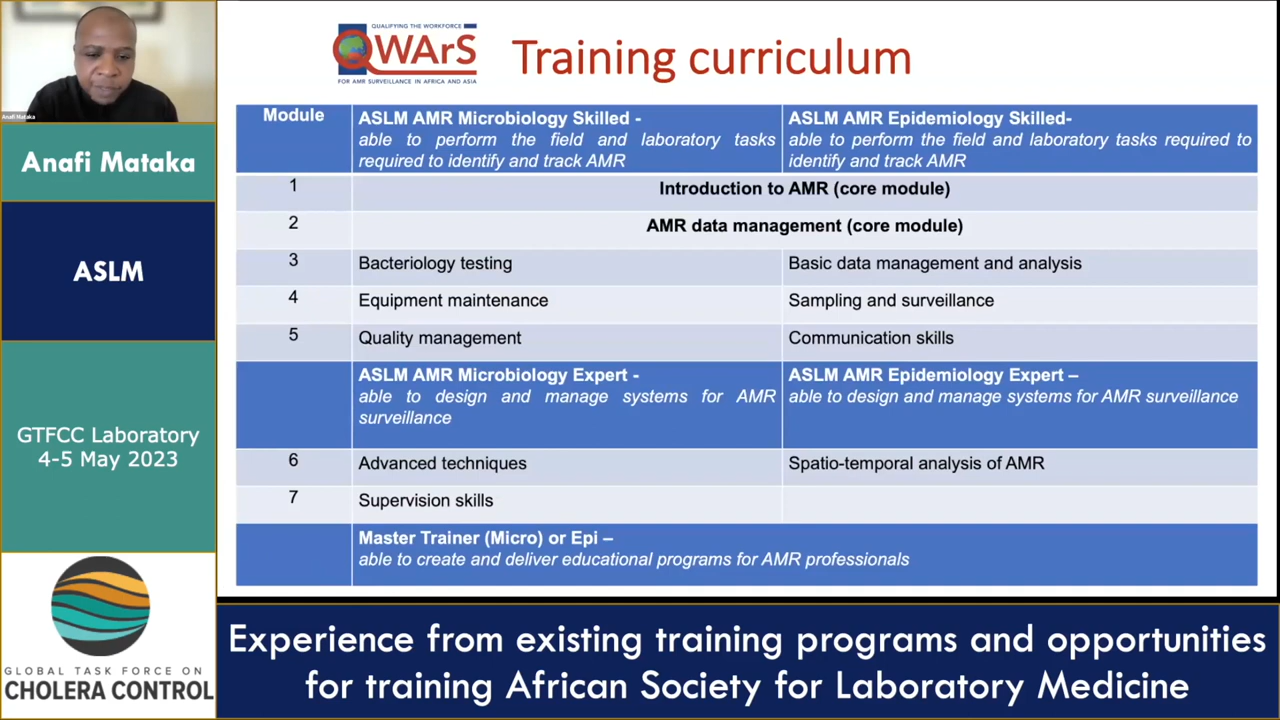 Anafi Mataka
Anafi Mataka
ASLM
GTFCC Laboratory
4-5 May 2023
GLOBAL TASK FORCE ON
CHOLERA CONTROL
QUALIFYING THE WORKFORCE
QWArS
FOR AMR SURVEILLANCE IN AFRICA AND ASIA
Training curriculum
Module
ASLM AMR Microbiology Skilled -
able to perform the field and laboratory tasks
required to identify and track AMR
ASLM AMR Epidemiology Skilled-
able to perform the field and laboratory tasks required to
identify and track AMR
1
Introduction to AMR (core module)
2
AMR data management (core module)
3
Bacteriology testing
Basic data management and analysis
4
Equipment maintenance
Sampling and surveillance
5
Quality management
Communication skills
ASLM AMR Microbiology Expert -
able to design and manage systems for AMR
surveillance
ASLM AMR Epidemiology Expert –
able to design and manage systems for AMR surveillance
6
Advanced techniques
Spatio-temporal analysis of AMR
7
Supervision skills
Master Trainer (Micro) or Epi –
able to create and deliver educational programs for AMR professionals
Experience from existing training programs and opportunities
for training African Society for Laboratory Medicine